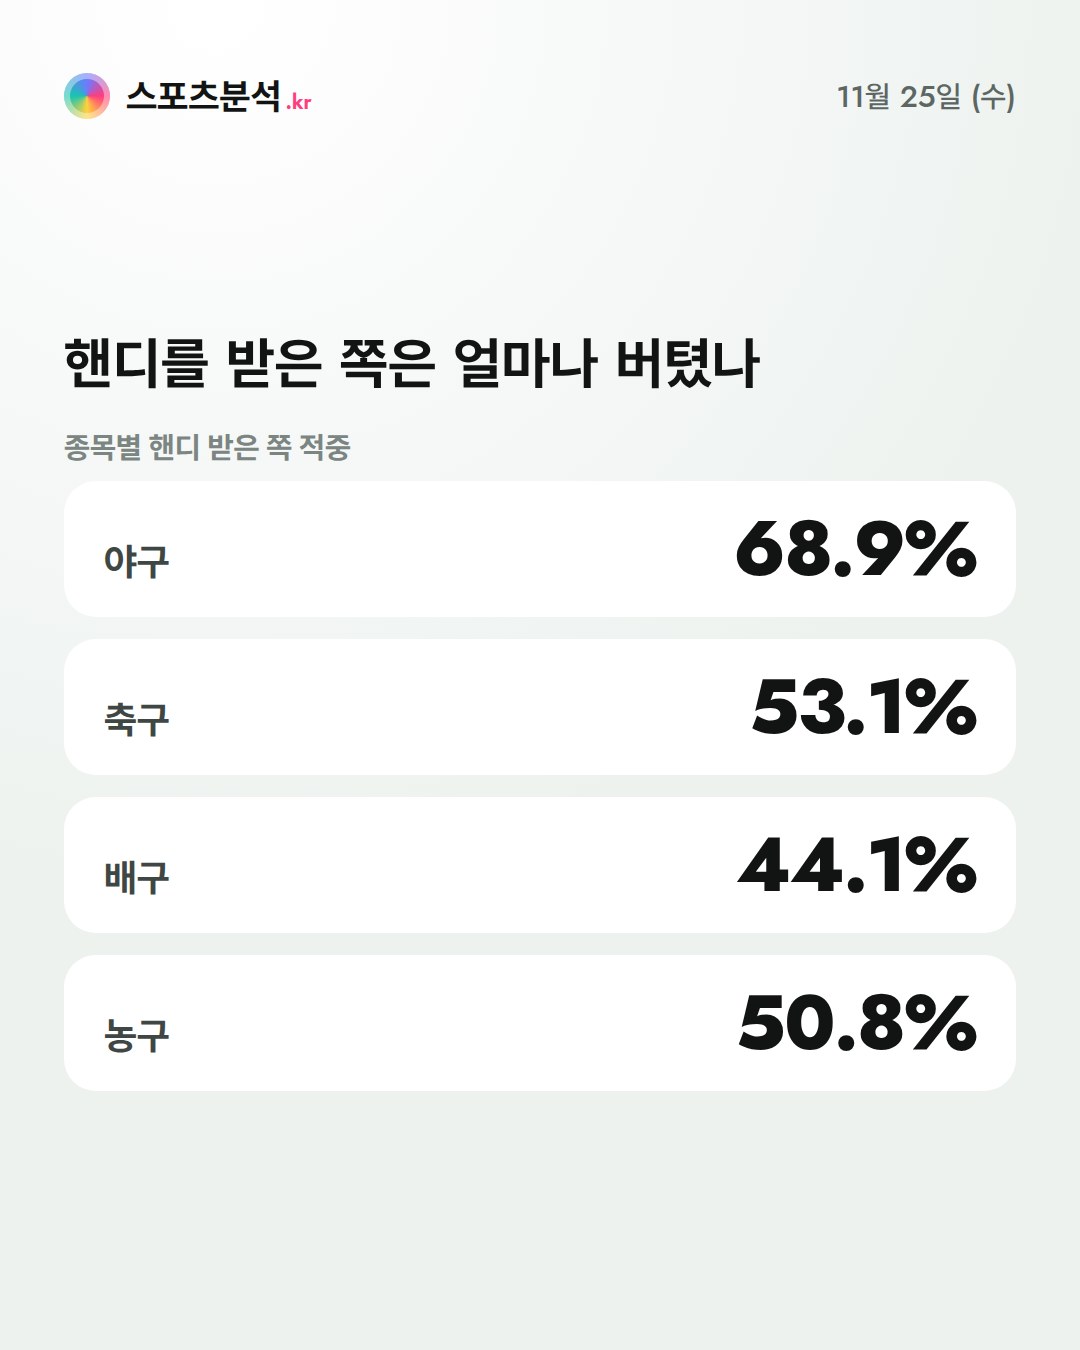 스포츠분석.kr
11월 25일 (수)
핸디를 받은 쪽은 얼마나 버텼나
종목별 핸디 받은 쪽 적중
야구 68.9%
축구 53.1%
배구 44.1%
농구 50.8%